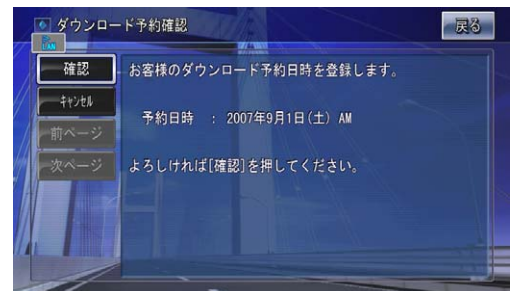 ダウンロード予約確認
戻る
LAN
確認
お客様のダウンロード予約日時を登録します。
キャンセル
予約日時 : 2007年9月1日(土) AM
前ページ
次ページ
よろしければ[確認]を押してください。